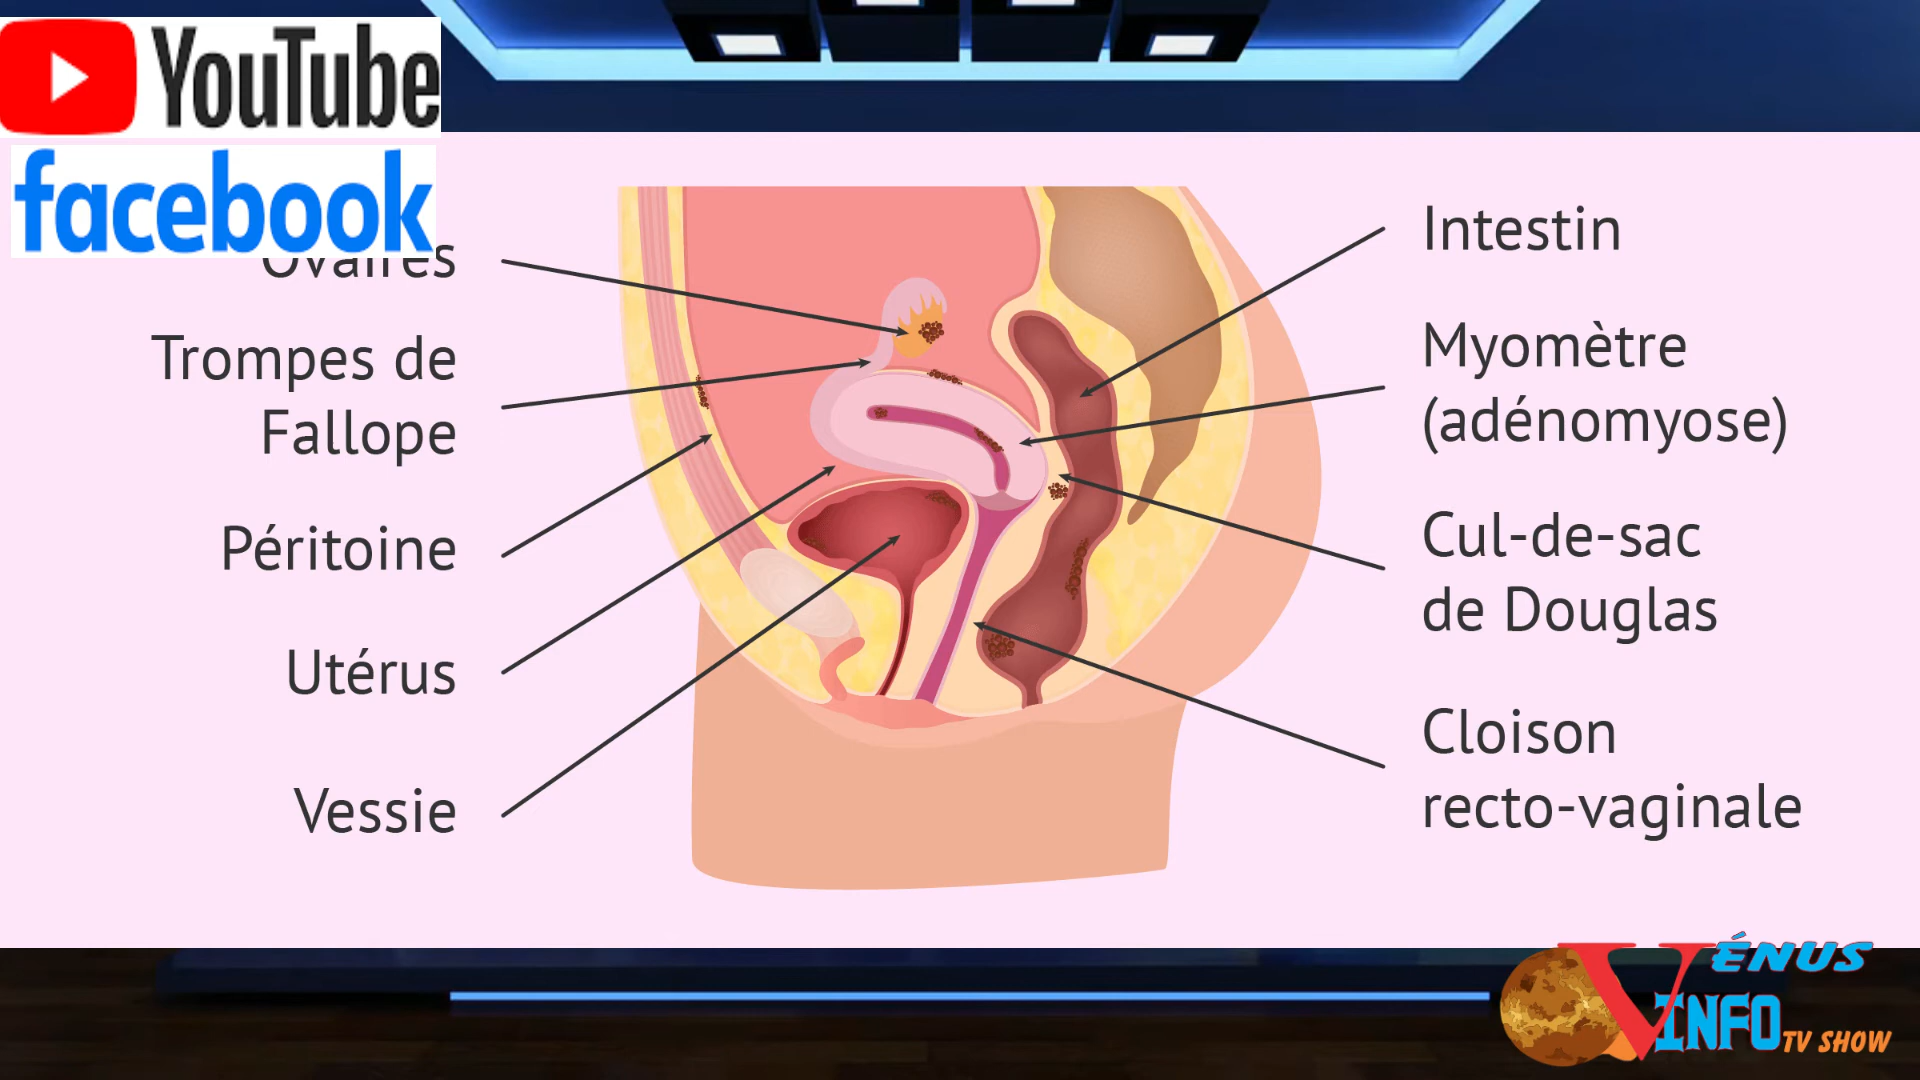 YouTube
facebook
Ovaires
Trompes de
Fallope
Péritoine
Utérus
Vessie
Intestin
Myomètre
(adénomyose)
Cul-de-sac
de Douglas
Cloison
recto-vaginale
VÉNUS
INFO TV SHOW